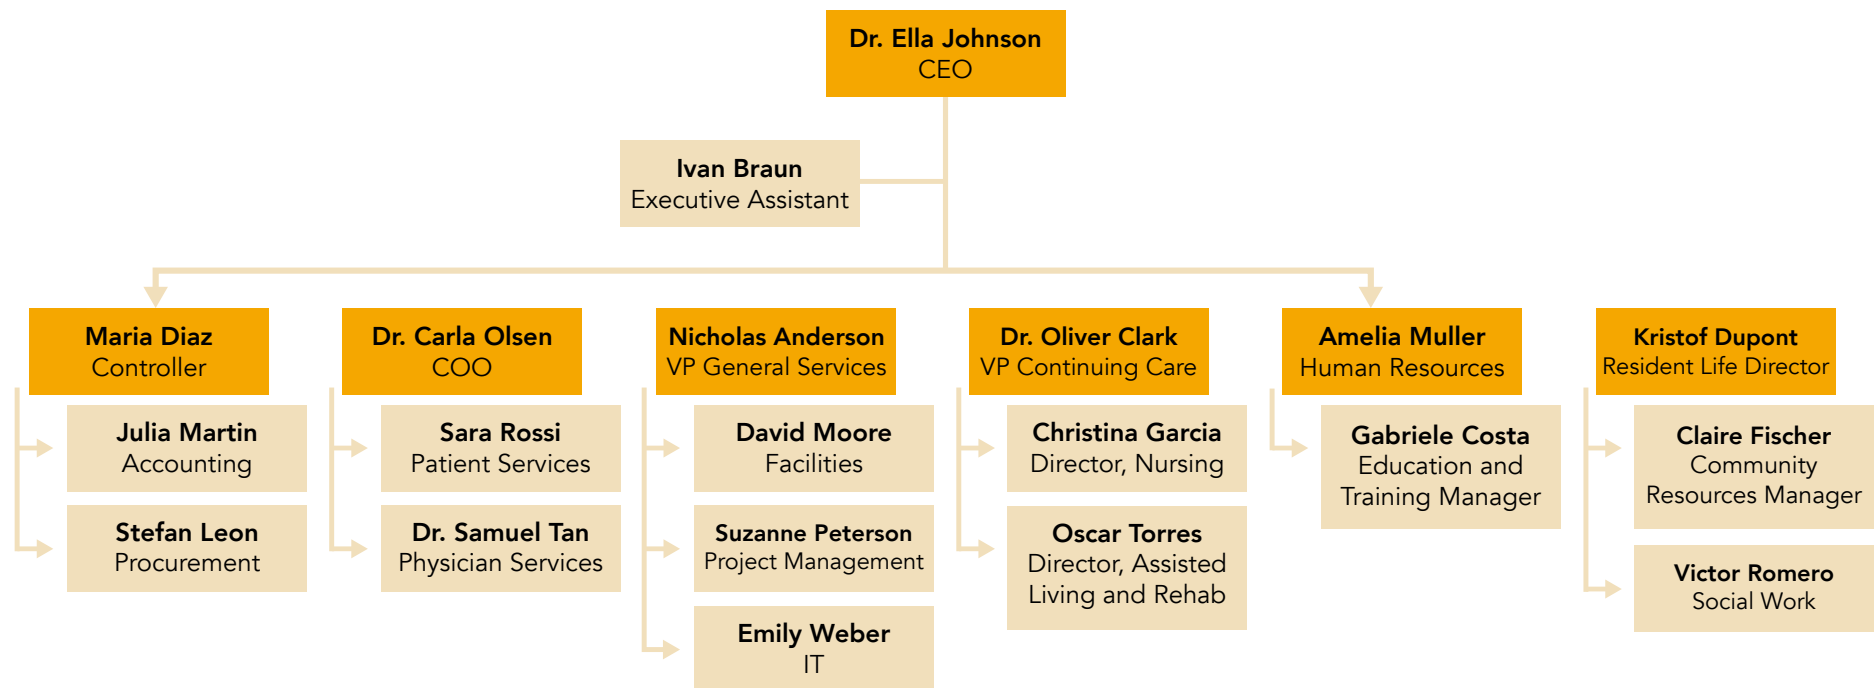 Dr. Ella Johnson
CEO
Ivan Braun
Executive Assistant
Maria Diaz
Controller
Julia Martin
Accounting
Stefan Leon
Procurement
Dr. Carla Olsen
COO
Sara Rossi
Patient Services
Dr. Samuel Tan
Physician Services
Nicholas Anderson
VP General Services
David Moore
Facilities
Suzanne Peterson
Project Management
Emily Weber
IT
Dr. Oliver Clark
VP Continuing Care
Christina Garcia
Director, Nursing
Oscar Torres
Director, Assisted
Living and Rehab
Amelia Muller
Human Resources
Gabriele Costa
Education and
Training Manager
Kristof Dupont
Resident Life Director
Claire Fischer
Community
Resources Manager
Victor Romero
Social Work